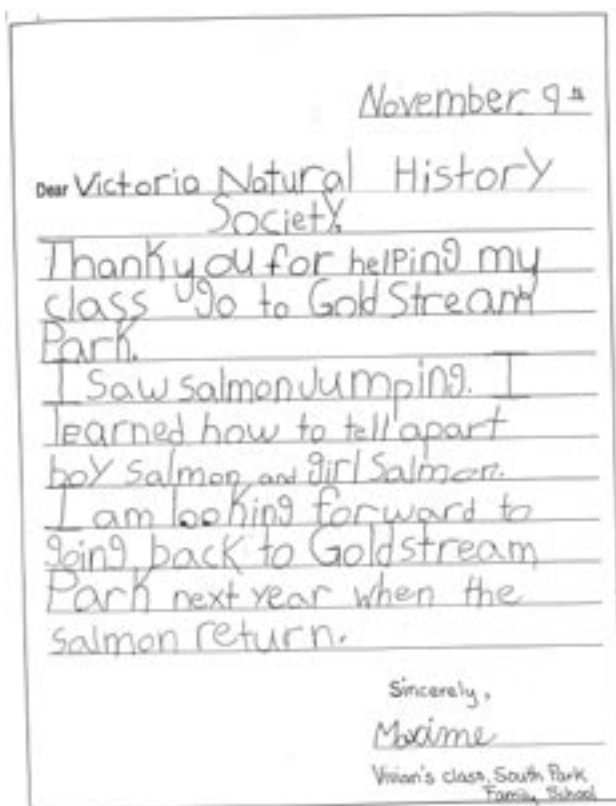 November 9th
Dear Victoria Natural History
Society.
Thank you for helping my
class go to Gold Stream
Park.
I saw salmon Jumping. I
learned how to tell apart
boy salmon and girl salmon.
I am looking forward to
going back to Goldstream
Park next year when the
salmon return.
Sincerely,
Maxime
Vivian's class, South Park
Family School